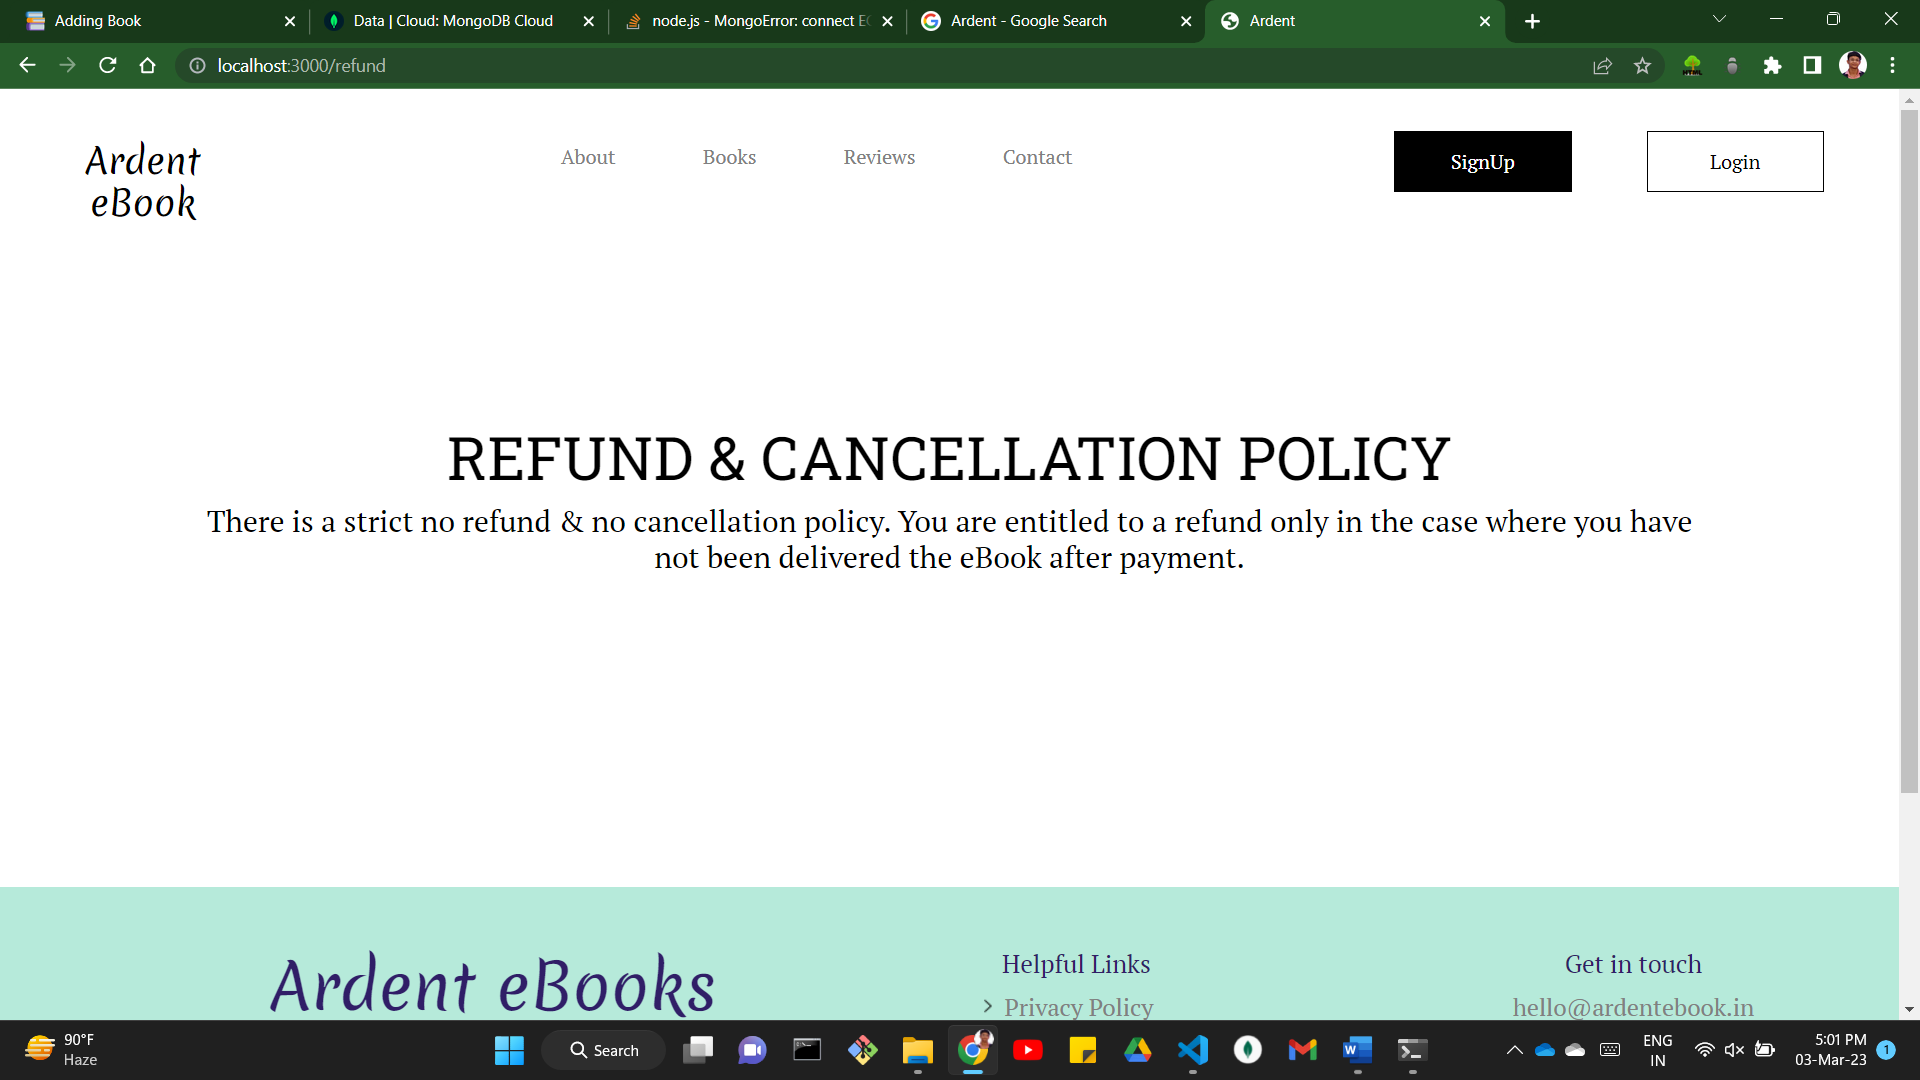 Adding Book
Data | Cloud: MongoDB Cloud
node.js - MongoError: connect EC
Ardent - Google Search
Ardent
localhost:3000/refund
Ardent
eBook
About
Books
Reviews
Contact
SignUp
Login
REFUND & CANCELLATION POLICY
There is a strict no refund & no cancellation policy. You are entitled to a refund only in the case where you have
not been delivered the eBook after payment.
Ardent eBooks
Helpful Links
Privacy Policy
Get in touch
hello@ardentebook.in
90°F
Haze
Search
ENG
IN
5:01 PM
03-Mar-23
1